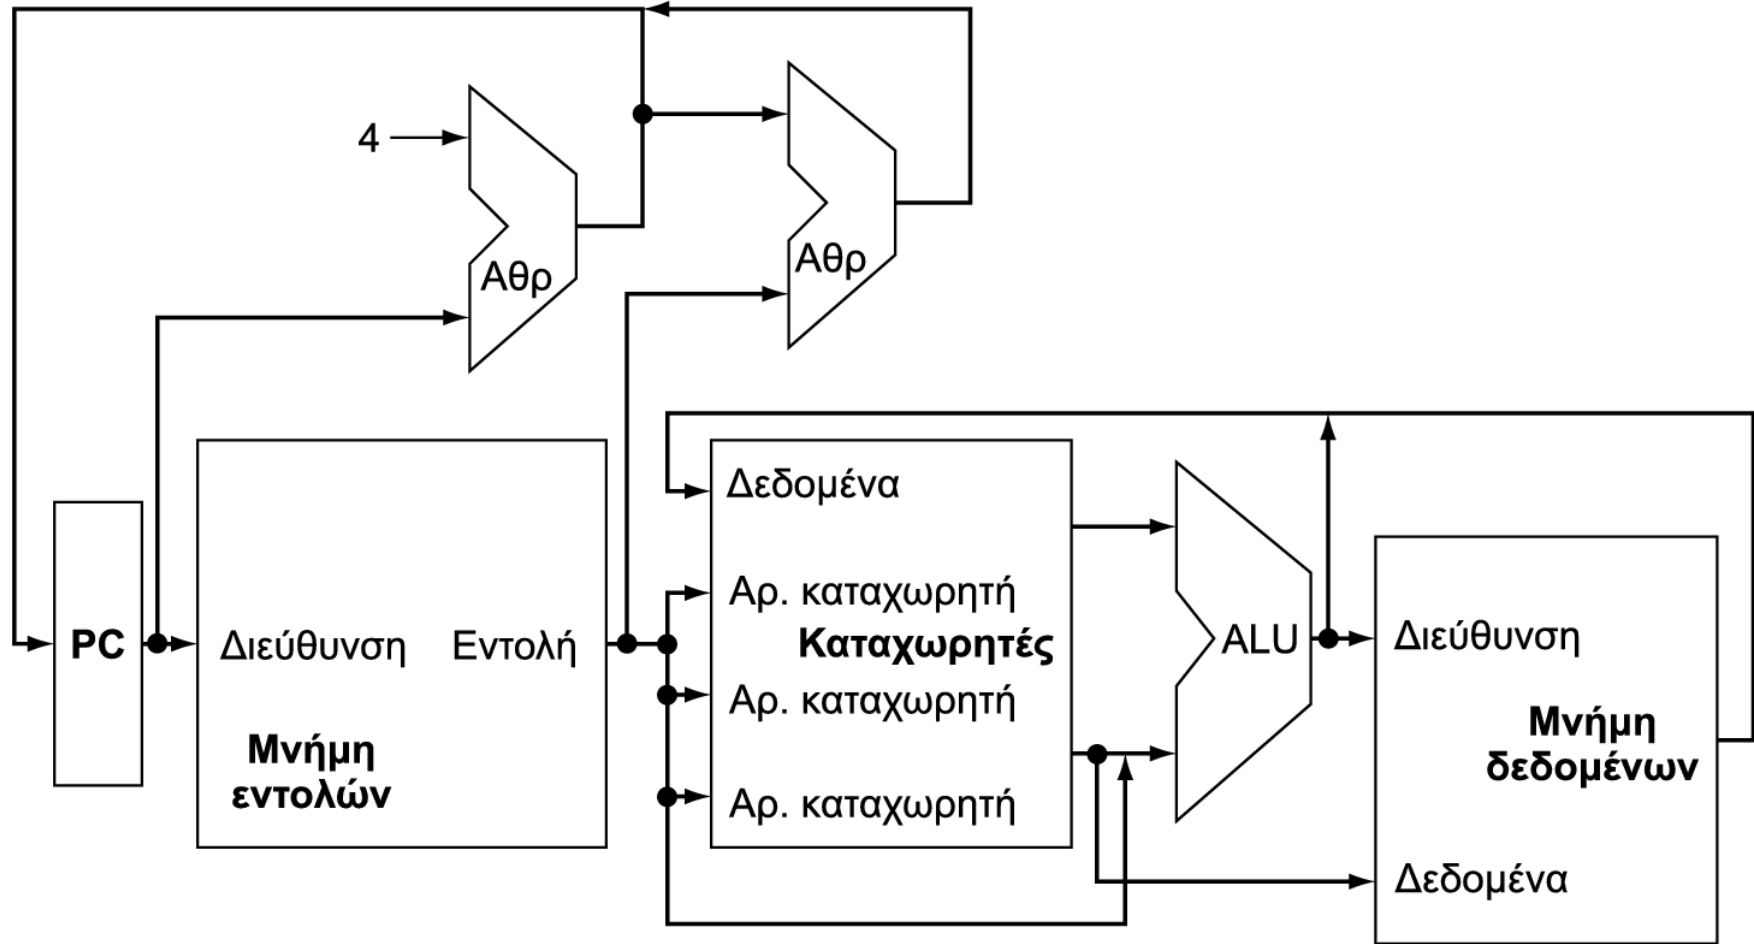 4
Αθρ
Αθρ
Δεδομένα
Αρ. καταχωρητή
PC
Διεύθυνση
Εντολή
Καταχωρητές
ALU
Διεύθυνση
Αρ. καταχωρητή
Μνήμη
εντολών
Μνήμη
δεδομένων
Αρ. καταχωρητή
Δεδομένα